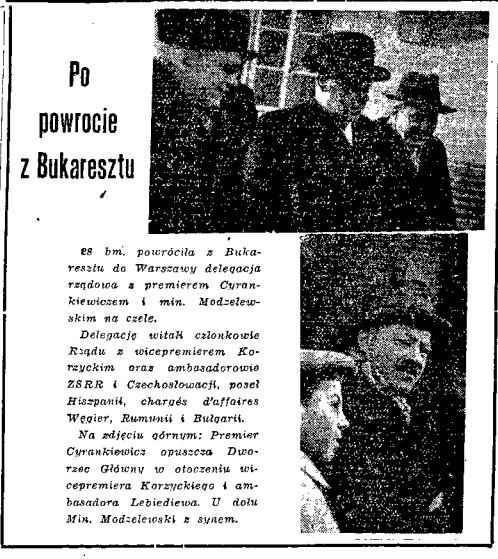 Po
powrocie
z Bukaresztu
28 bm. powróciła z Buka-
resztu do Warszawy delegacja
rządowa z premierem Cyran-
kiewiczem i min. Modzelew-
skim na czele.
Delegację witali członkowie
Rządu z wicepremierem Ko-
rzyckim oraz ambasadorowie
ZSRR i Czechosłowacji, poseł
Hiszpanii, chargés d'affaires
Węgier, Rumunii i Bułgarii.
Na zdjęciu górnym: Premier
Cyrankiewicz opuszcza Dwo-
rzec Główny w otoczeniu wi-
cepremiera Korzyckiego i am-
basadora Lebiediewa. U dołu
Min. Modzelewski z synem.